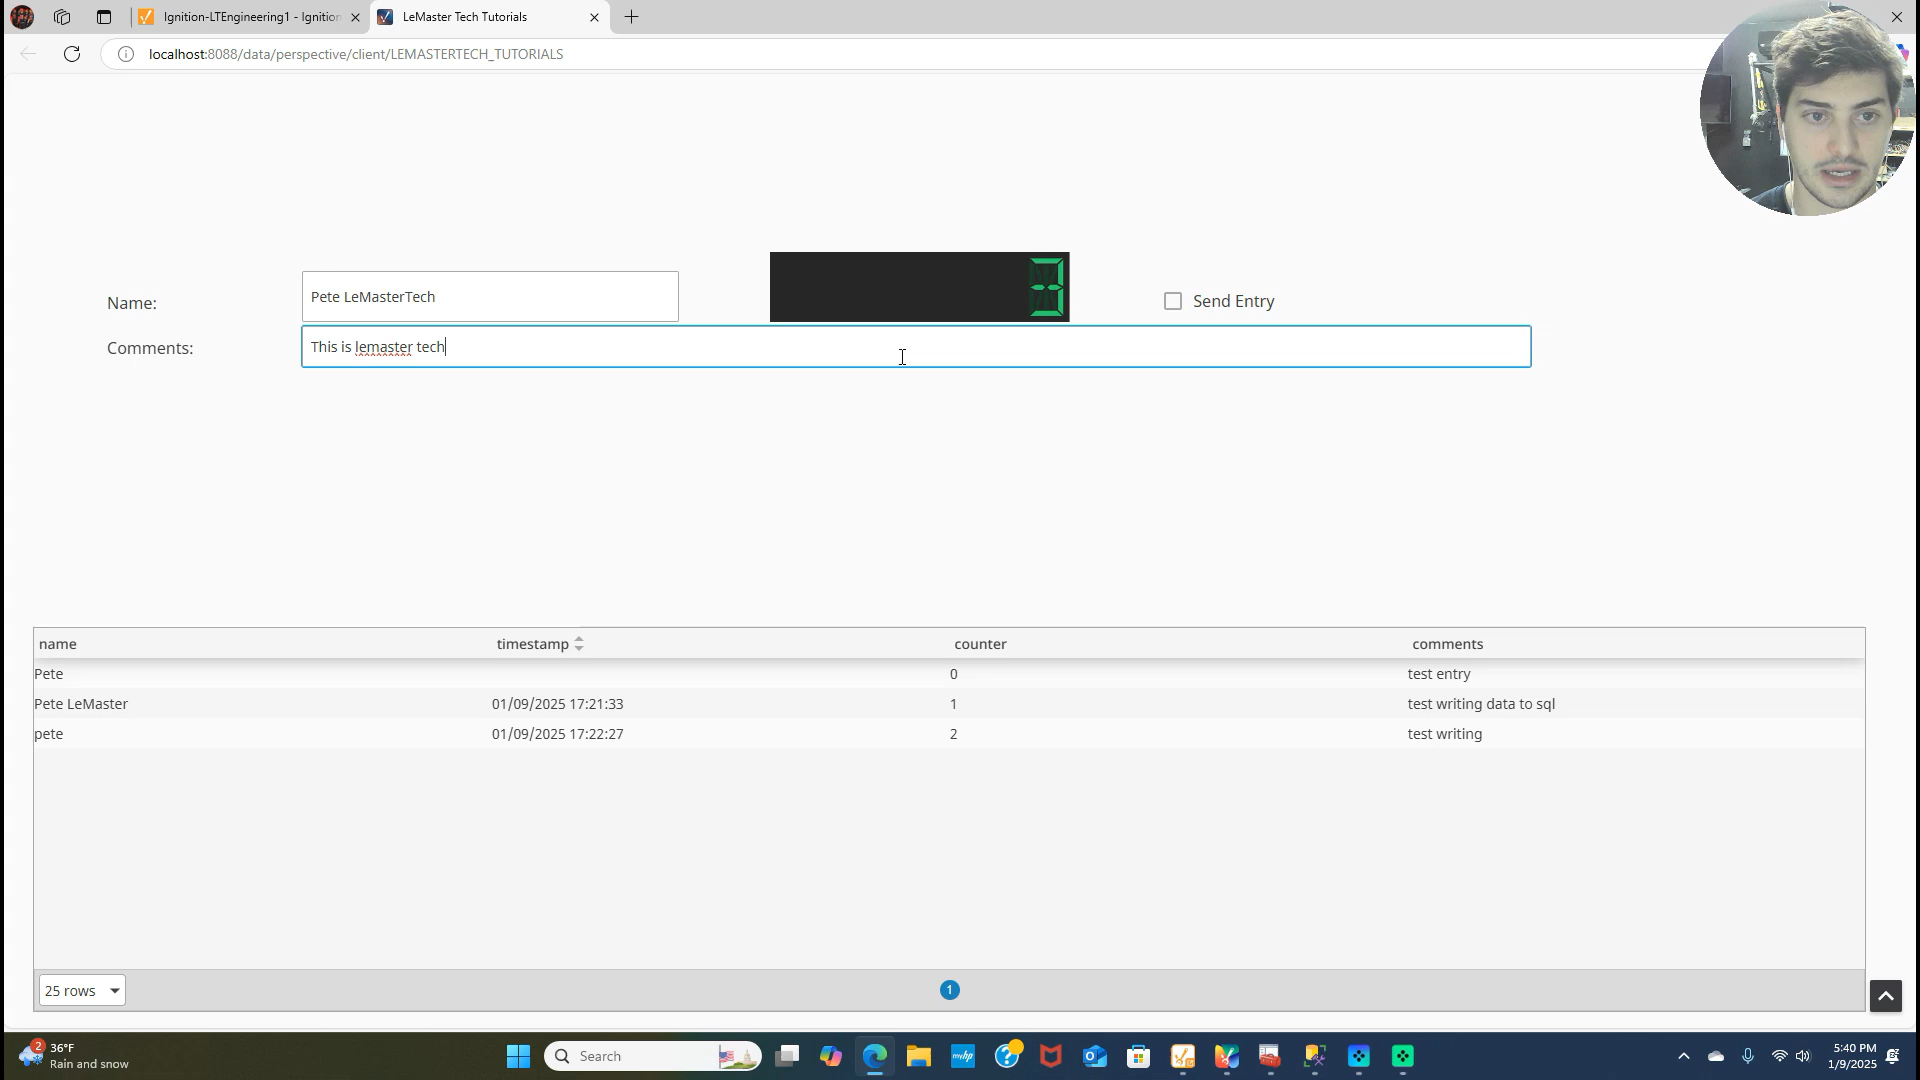 Ignition-LTEngineering1 - Ignition
LeMaster Tech Tutorials
localhost:8088/data/perspective/client/LEMASTERTECH_TUTORIALS
Name:
Pete LeMasterTech
3
Send Entry
Comments:
This is lemaster tech
name timestamp counter comments
Pete 0 test entry
Pete LeMaster 01/09/2025 17:21:33 1 test writing data to sql
pete 01/09/2025 17:22:27 2 test writing
25 rows
1
2
36°F
Rain and snow
Search
myhp
5:40 PM
1/9/2025